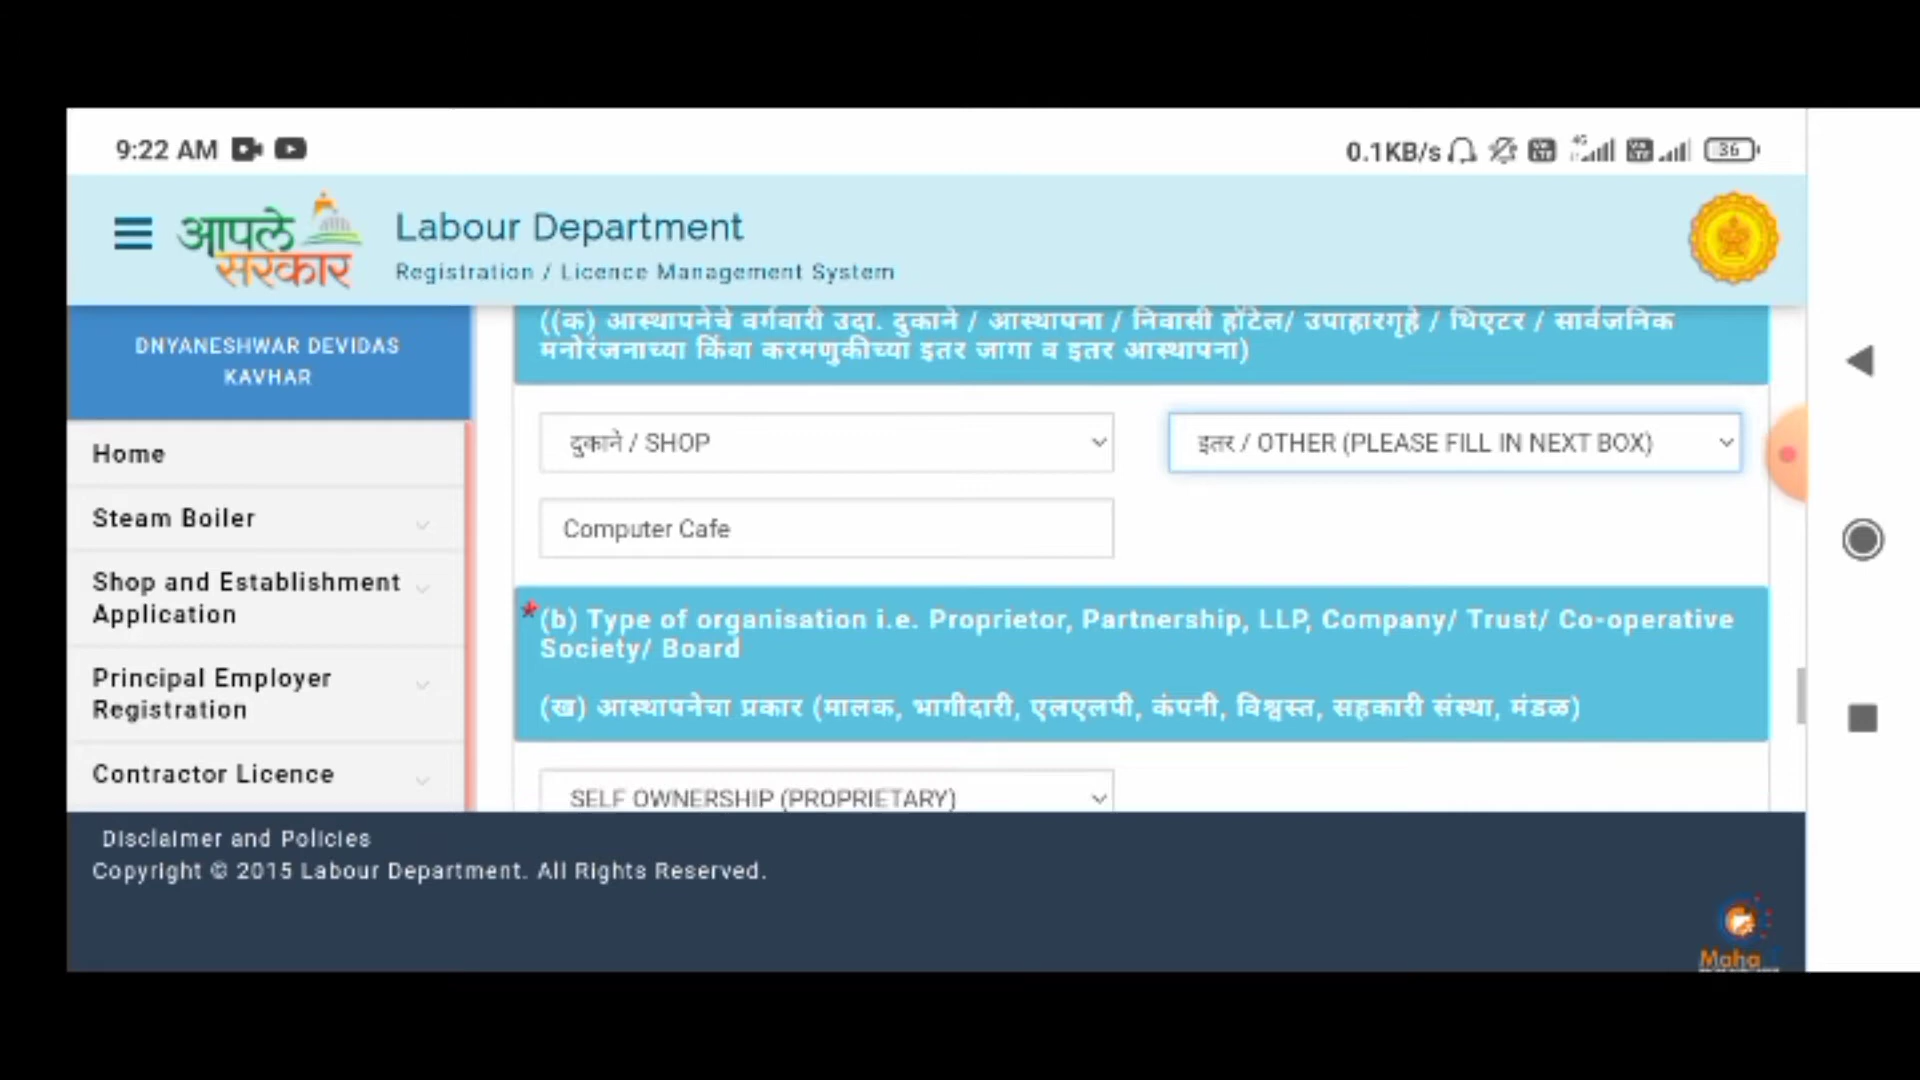 9:22 AM
0.1KB/s
4G
36
आपले
सरकार
Labour Department
Registration / Licence Management System
DNYANESHWAR DEVIDAS
KAVHAR
Home
Steam Boiler
Shop and Establishment
Application
Principal Employer
Registration
Contractor Licence
((क) आस्थापनेचे वर्गवारी उदा. दुकाने / आस्थापना / निवासी हॉटेल/ उपाहारगृहे / थिएटर / सार्वजनिक
मनोरंजनाच्या किंवा करमणुकीच्या इतर जागा व इतर आस्थापना)
दुकाने / SHOP
इतर / OTHER (PLEASE FILL IN NEXT BOX)
Computer Cafe
*(b) Type of organisation i.e. Proprietor, Partnership, LLP, Company/ Trust/ Co-operative
Society/ Board
(ख) आस्थापनेचा प्रकार (मालक, भागीदारी, एलएलपी, कंपनी, विश्वस्त, सहकारी संस्था, मंडळ)
SELF OWNERSHIP (PROPRIETARY)
Disclaimer and Policies
Copyright © 2015 Labour Department. All Rights Reserved.
Maha